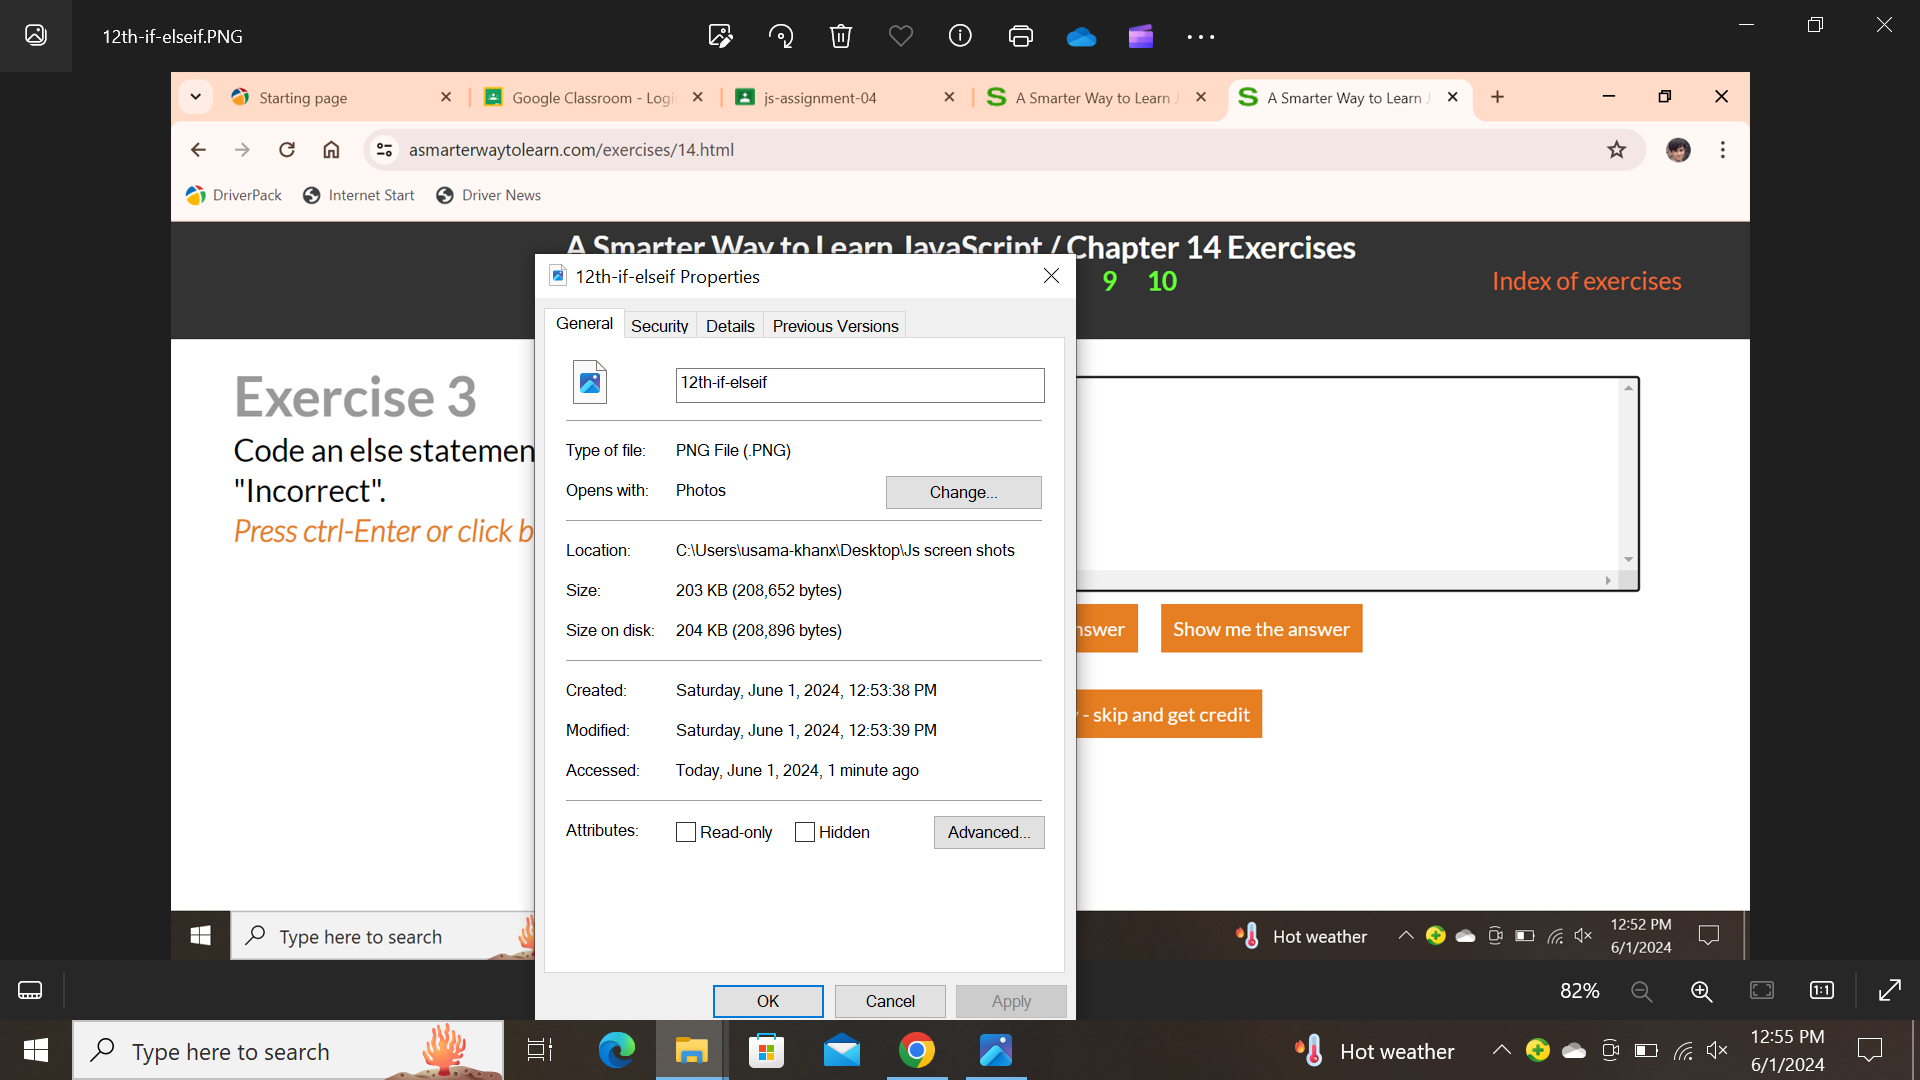 12th-if-elseif.PNG
Starting page
Google Classroom - Logi
js-assignment-04
A Smarter Way to Learn J
A Smarter Way to Learn J
asmarterwaytolearn.com/exercises/14.html
DriverPack
Internet Start
Driver News
A Smarter Way to Learn JavaScript / Chapter 14 Exercises
9 10
Index of exercises
12th-if-elseif Properties
General Security Details Previous Versions
12th-if-elseif
Type of file: PNG File (.PNG)
Opens with: Photos
Change...
Location: C:\Users\usama-khanx\Desktop\Js screen shots
Size: 203 KB (208,652 bytes)
Size on disk: 204 KB (208,896 bytes)
Created: Saturday, June 1, 2024, 12:53:38 PM
Modified: Saturday, June 1, 2024, 12:53:39 PM
Accessed: Today, June 1, 2024, 1 minute ago
Attributes: Read-only Hidden
Advanced...
OK Cancel Apply
Exercise 3
Code an else statemen
"Incorrect".
Press ctrl-Enter or click b
nswer
Show me the answer
- skip and get credit
Type here to search
Hot weather
12:52 PM
6/1/2024
82%
1:1
Type here to search
Hot weather
12:55 PM
6/1/2024